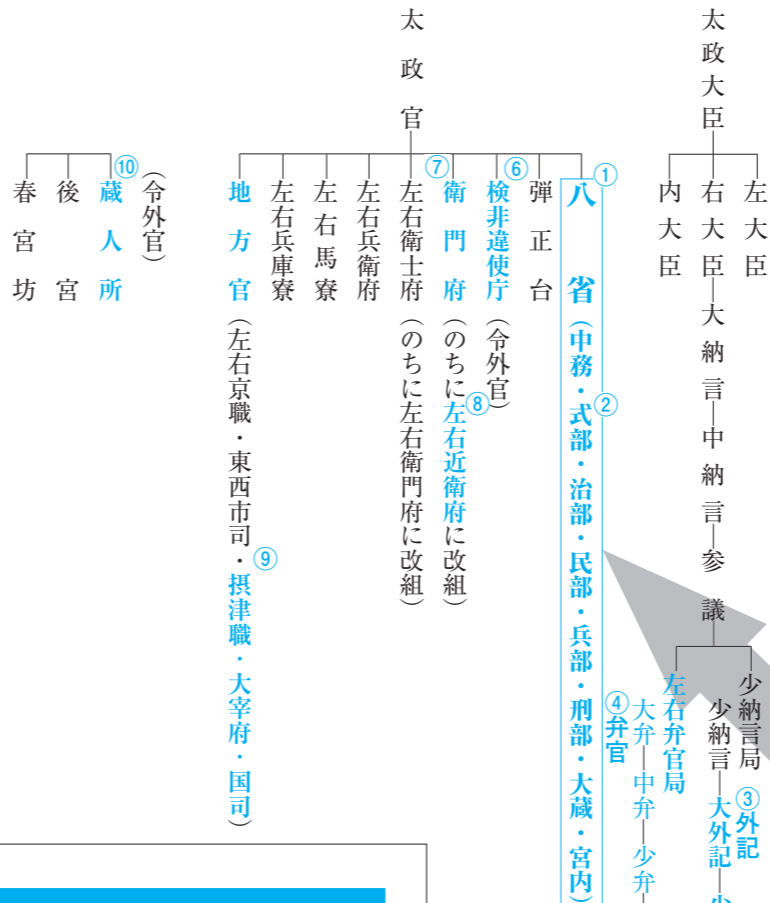 太政大臣
左大臣
右大臣―大納言―中納言―参議
内大臣
少納言局
③外記
少納言―大外記―
左右弁官局
④弁官
大弁―中弁―少弁
太政官
①八省(中務・②式部・治部・民部・兵部・刑部・大蔵・宮内)
弾正台
⑥検非違使庁(令外官)
⑦衛門府(のちに⑧左右近衛府に改組)
左右衛士府(のちに左右衛門府に改組)
左右兵衛府
左右馬寮
左右兵庫寮
地方官(左右京職・東西市司・⑨摂津職・大宰府・国司)
(令外官)
⑩蔵人所
後宮
春宮坊